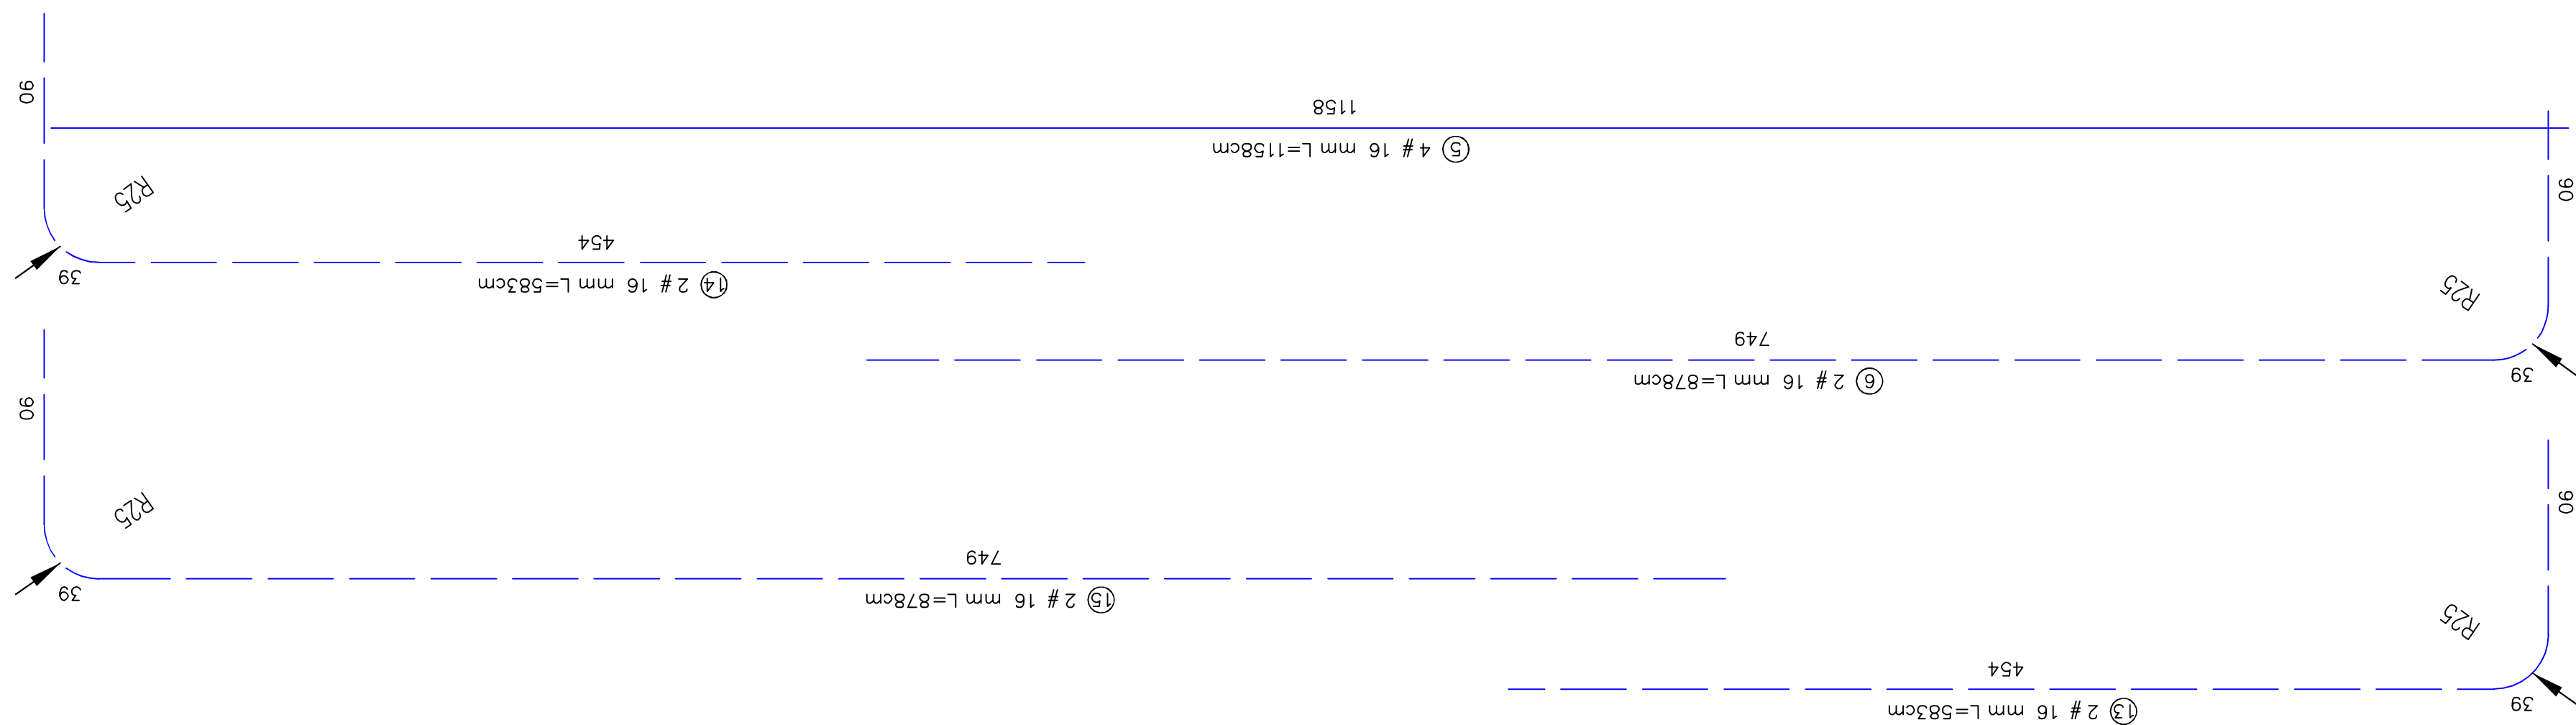 ⑬ 2 # 16 mm L=583cm
39
454
R25
⑮ 2 # 16 mm L=878cm
39
749
R25
90
90
⑥ 2 # 16 mm L=878cm
39
749
R25
⑭ 2 # 16 mm L=583cm
39
454
R25
90
⑤ 4 # 16 mm L=1158cm
1158
90